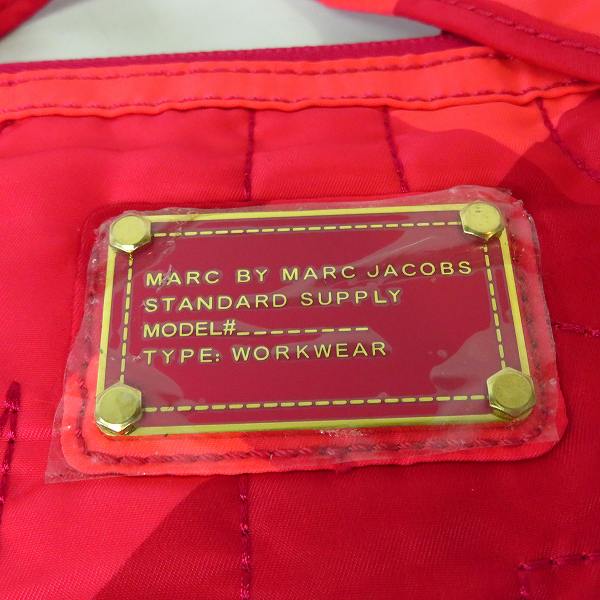 MARC BY MARC JACOBS
STANDARD SUPPLY
MODEL#_________
TYPE: WORKWEAR